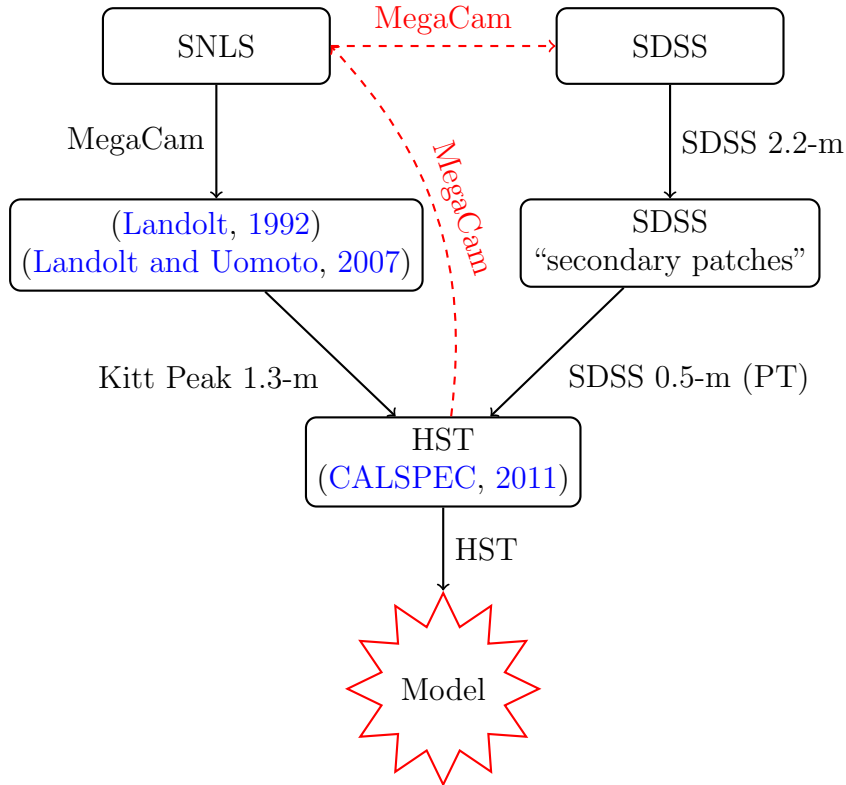 MegaCam
SNLS
SDSS
MegaCam
SDSS 2.2-m
MegaCam
(Landolt, 1992)
(Landolt and Uomoto, 2007)
SDSS
“secondary patches”
Kitt Peak 1.3-m
SDSS 0.5-m (PT)
HST
(CALSPEC, 2011)
HST
Model